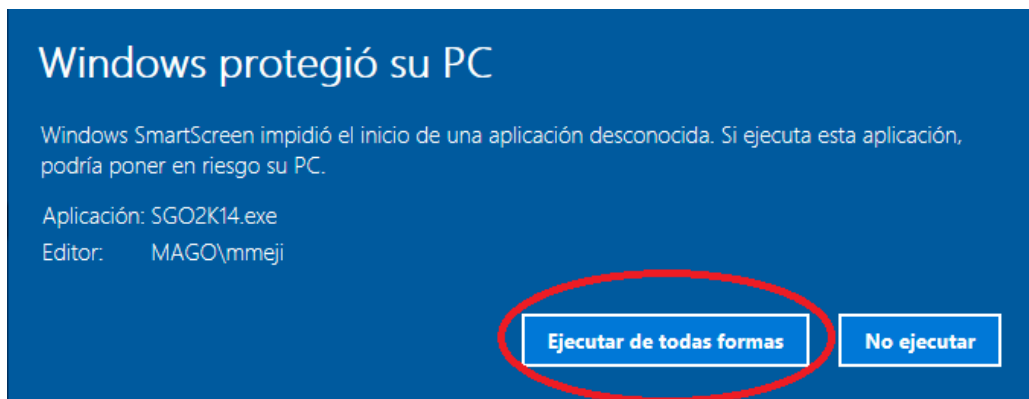 Windows protegió su PC
Windows SmartScreen impidió el inicio de una aplicación desconocida. Si ejecuta esta aplicación,
podría poner en riesgo su PC.
Aplicación: SGO2K14.exe
Editor: MAGO\mmeji
Ejecutar de todas formas
No ejecutar